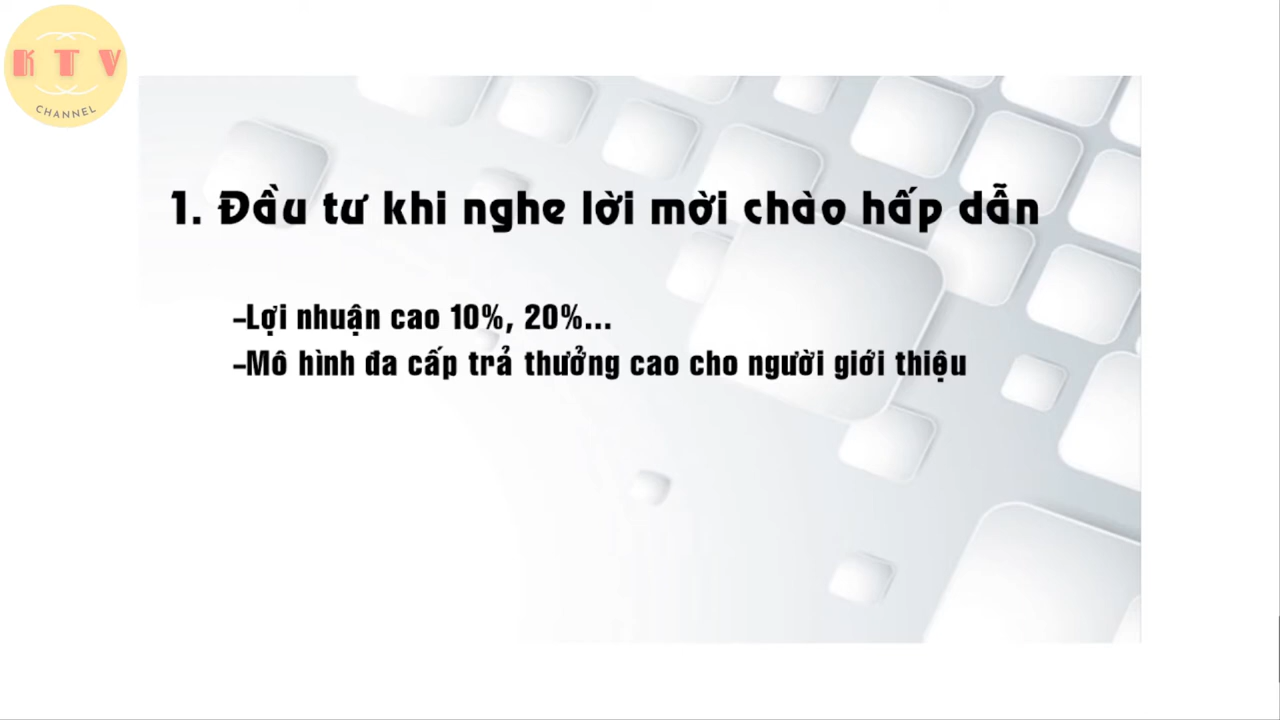 KTV
CHANNEL
1. Đầu tư khi nghe lời mời chào hấp dẫn
-Lợi nhuận cao 10%, 20%...
-Mô hình đa cấp trả thưởng cao cho người giới thiệu